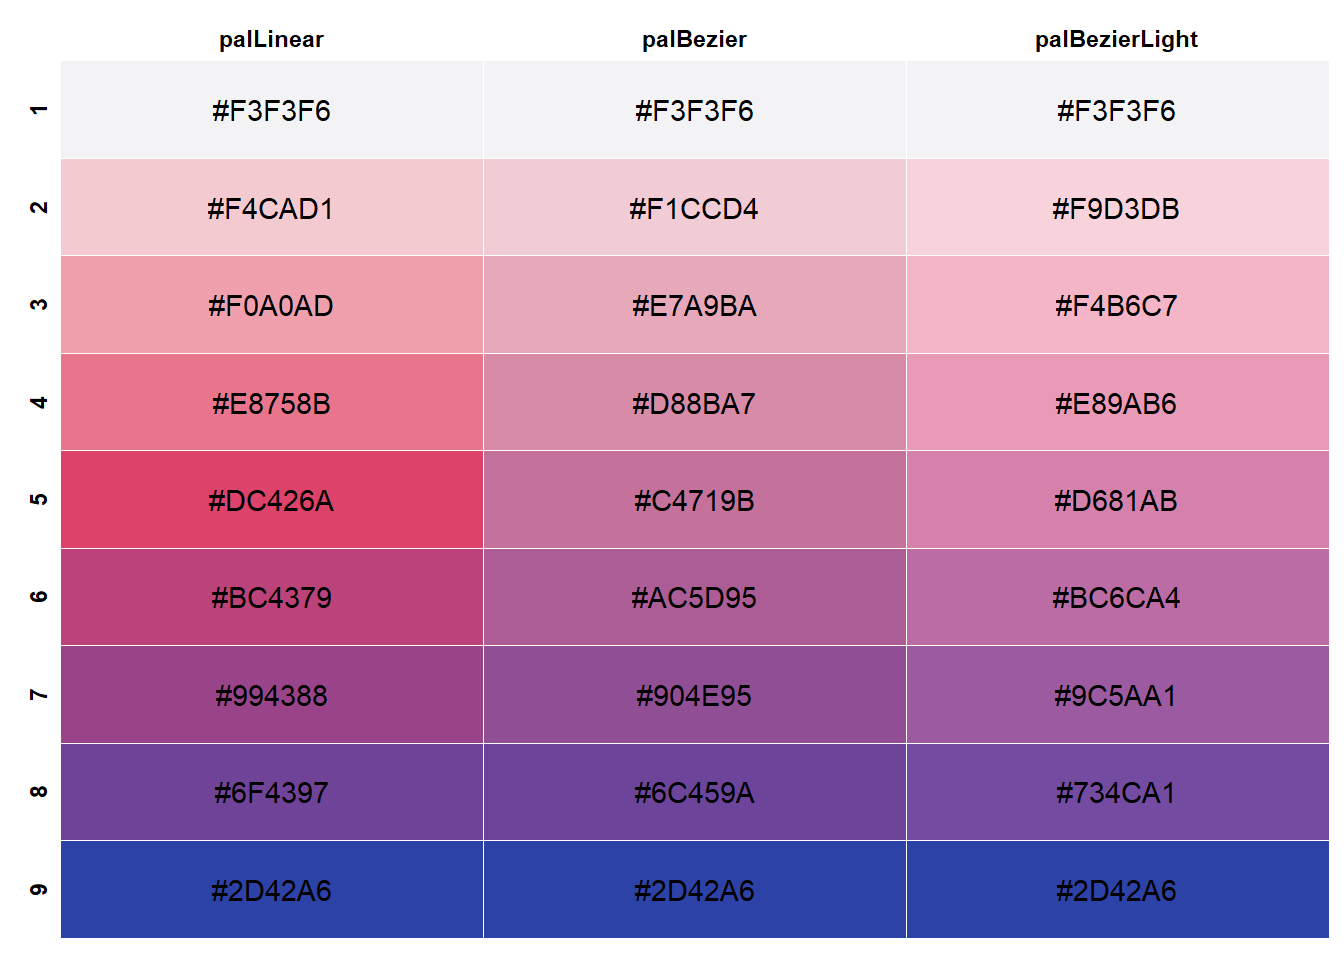 palLinear palBezier palBezierLight
1 #F3F3F6 #F3F3F6 #F3F3F6
2 #F4CAD1 #F1CCD4 #F9D3DB
3 #F0A0AD #E7A9BA #F4B6C7
4 #E8758B #D88BA7 #E89AB6
5 #DC426A #C4719B #D681AB
6 #BC4379 #AC5D95 #BC6CA4
7 #994388 #904E95 #9C5AA1
8 #6F4397 #6C459A #734CA1
9 #2D42A6 #2D42A6 #2D42A6